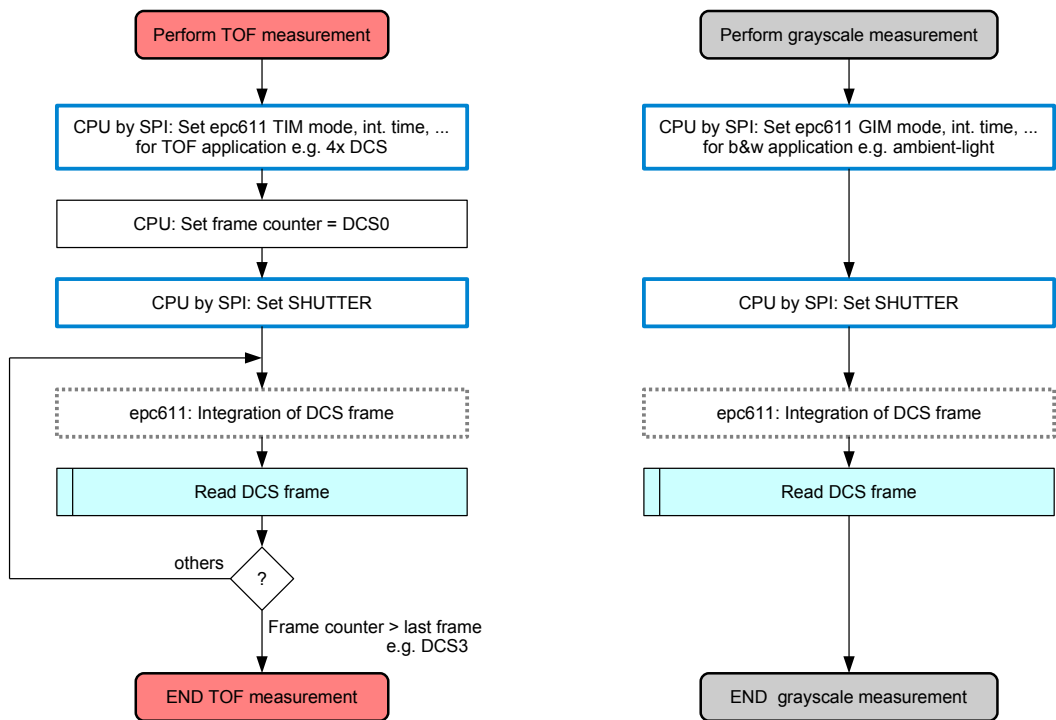 Perform TOF measurement
CPU by SPI: Set epc611 TIM mode, int. time, ...
for TOF application e.g. 4x DCS
CPU: Set frame counter = DCS0
CPU by SPI: Set SHUTTER
epc611: Integration of DCS frame
Read DCS frame
others
?
Frame counter > last frame
e.g. DCS3
END TOF measurement
Perform grayscale measurement
CPU by SPI: Set epc611 GIM mode, int. time, ...
for b&w application e.g. ambient-light
CPU by SPI: Set SHUTTER
epc611: Integration of DCS frame
Read DCS frame
END  grayscale measurement